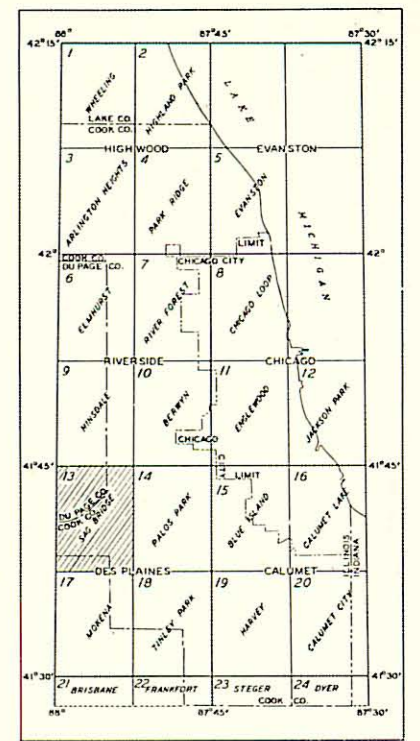 88° 87°45' 87°30'
42°15' 42°15'
1 2
WHEELING
HIGHLAND PARK
LAKE
MICHIGAN
LAKE CO.
COOK CO.
HIGHWOOD EVANSTON
3 4 5
ARLINGTON HEIGHTS
PARK RIDGE
EVANSTON
LIMIT
42° 42°
COOK CO.
DU PAGE CO.
CHICAGO CITY
6 7 8
ELMHURST
RIVER FOREST
CHICAGO LOOP
RIVERSIDE CHICAGO
9 10 11 12
HINSDALE
BERWYN
ENGLEWOOD
JACKSON PARK
CHICAGO
CITY
41°45' 41°45'
LIMIT
13 14 15 16
DU PAGE CO.
COOK CO.
SAG BRIDGE
PALOS PARK
BLUE ISLAND
CALUMET LAKE
ILLINOIS
INDIANA
DES PLAINES CALUMET
17 18 19 20
MOKENA
TINLEY PARK
HARVEY
CALUMET CITY
41°30' 41°30'
21 BRISBANE 22 FRANKFORT 23 STEGER 24 DYER
COOK CO.
88° 87°45' 87°30'